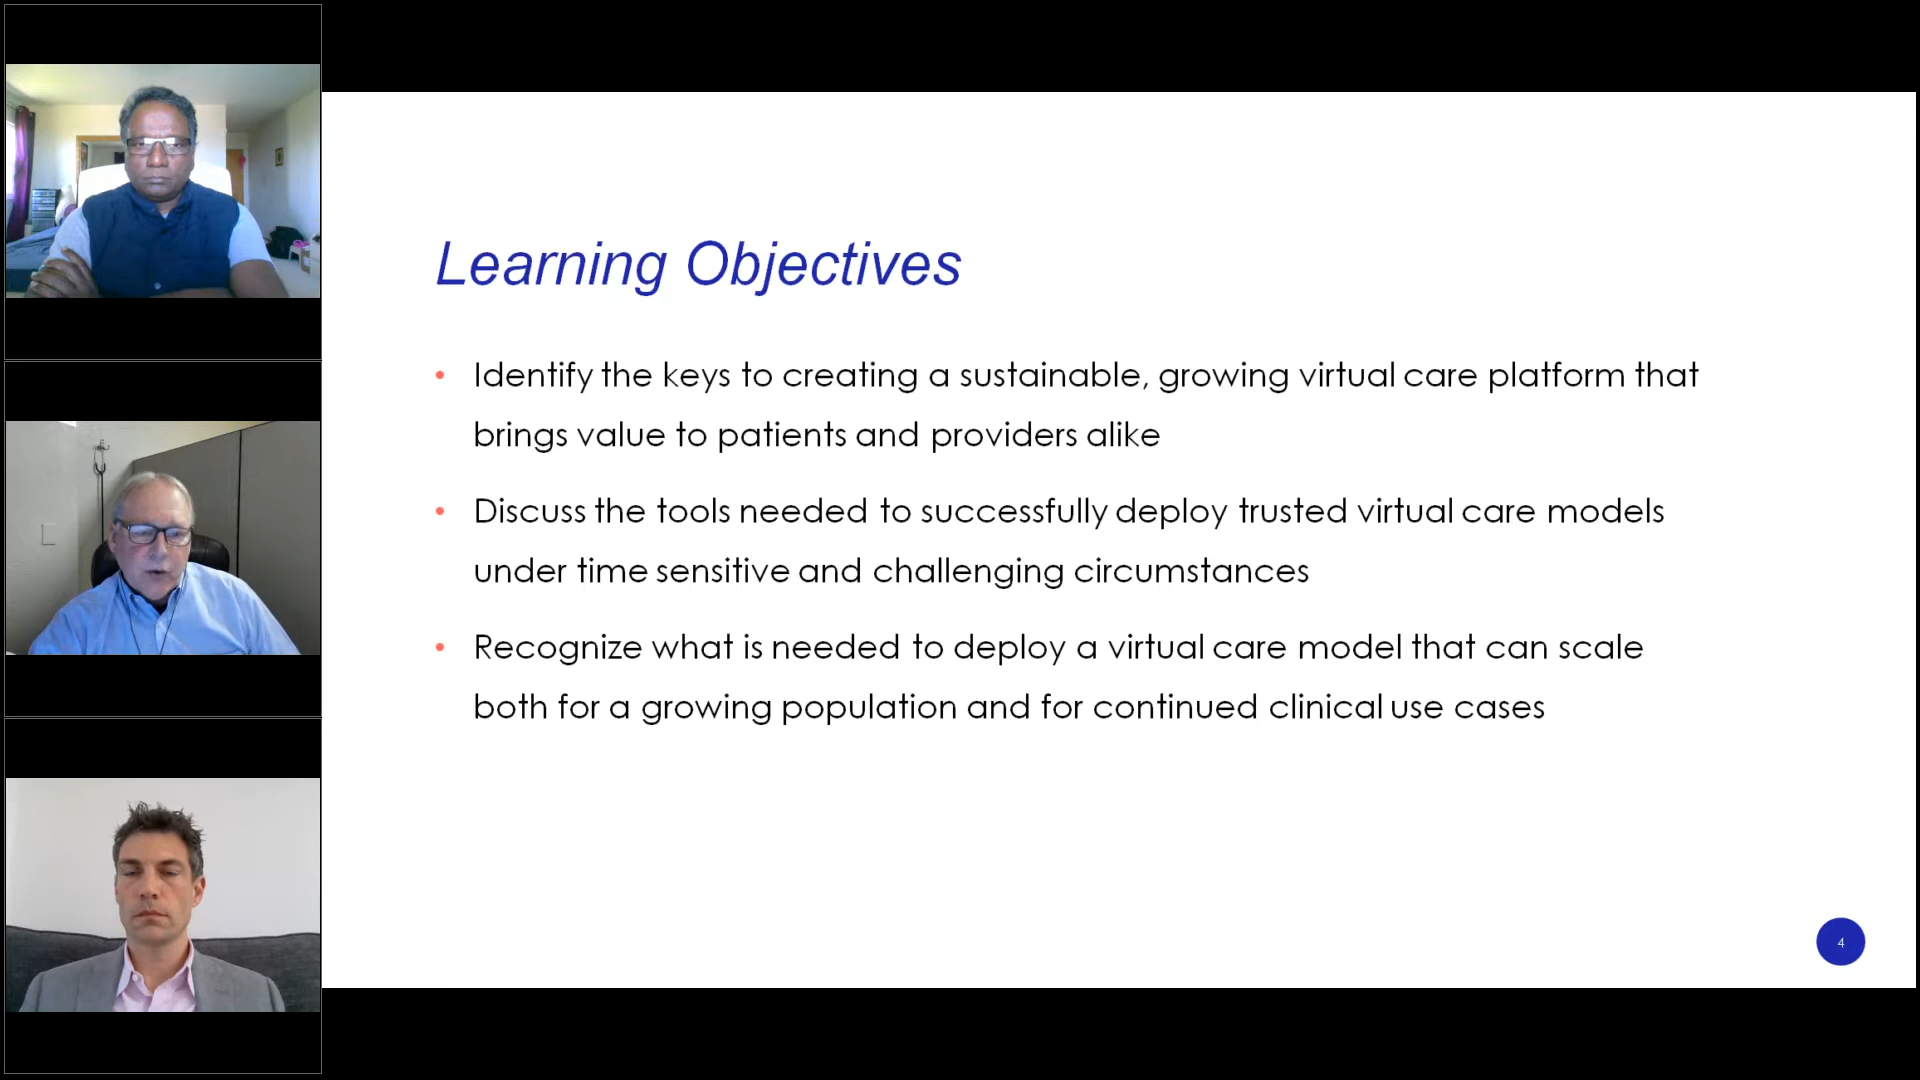 Learning Objectives
• Identify the keys to creating a sustainable, growing virtual care platform that
brings value to patients and providers alike
• Discuss the tools needed to successfully deploy trusted virtual care models
under time sensitive and challenging circumstances
• Recognize what is needed to deploy a virtual care model that can scale
both for a growing population and for continued clinical use cases
4